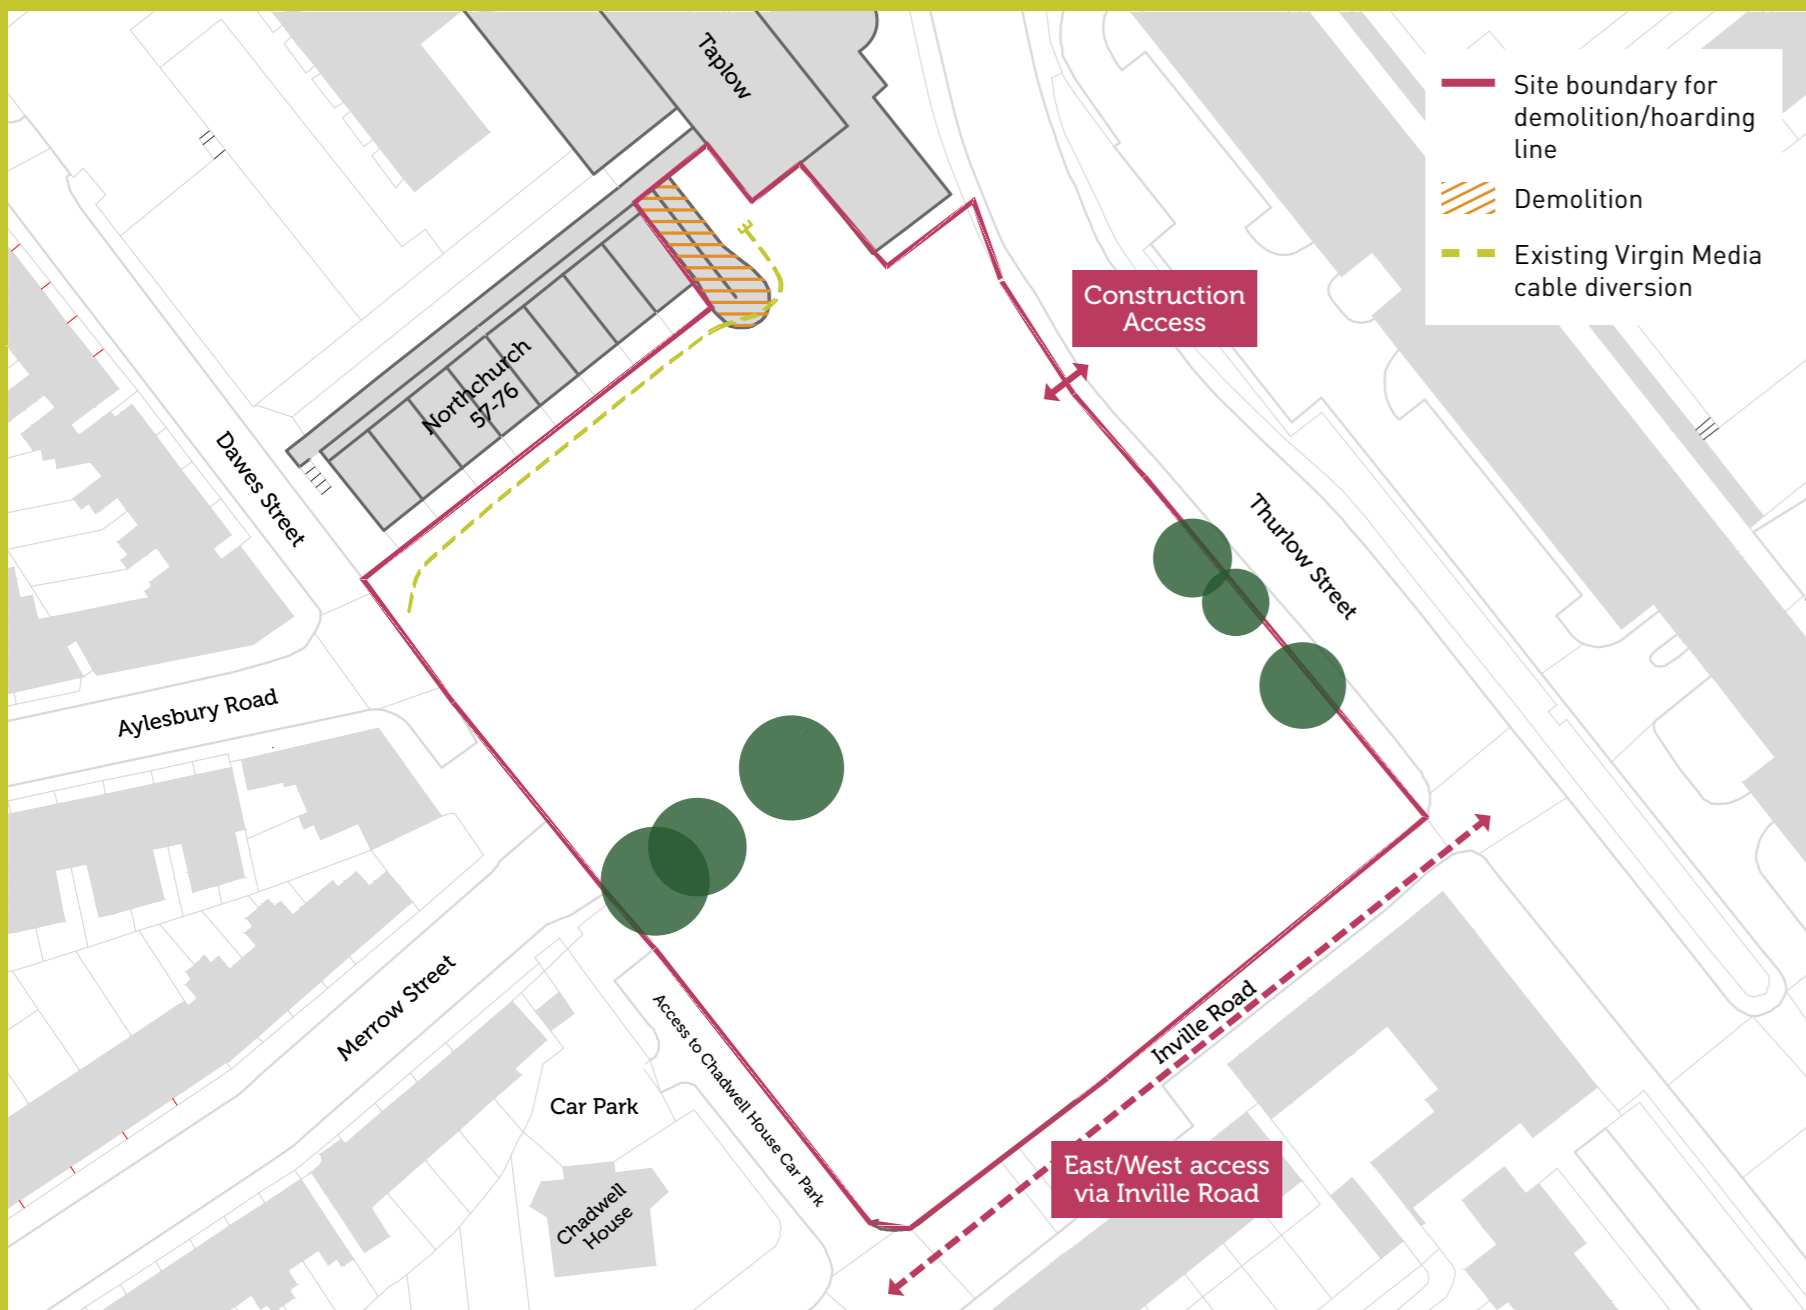 Taplow
Site boundary for
demolition/hoarding
line
Demolition
Existing Virgin Media
cable diversion
Construction
Access
Northchurch
57-76
Dawes Street
Thurlow Street
Aylesbury Road
Merrow Street
Access to Chadwell House Car Park
Inville Road
Car Park
East/West access
via Inville Road
Chadwell
House